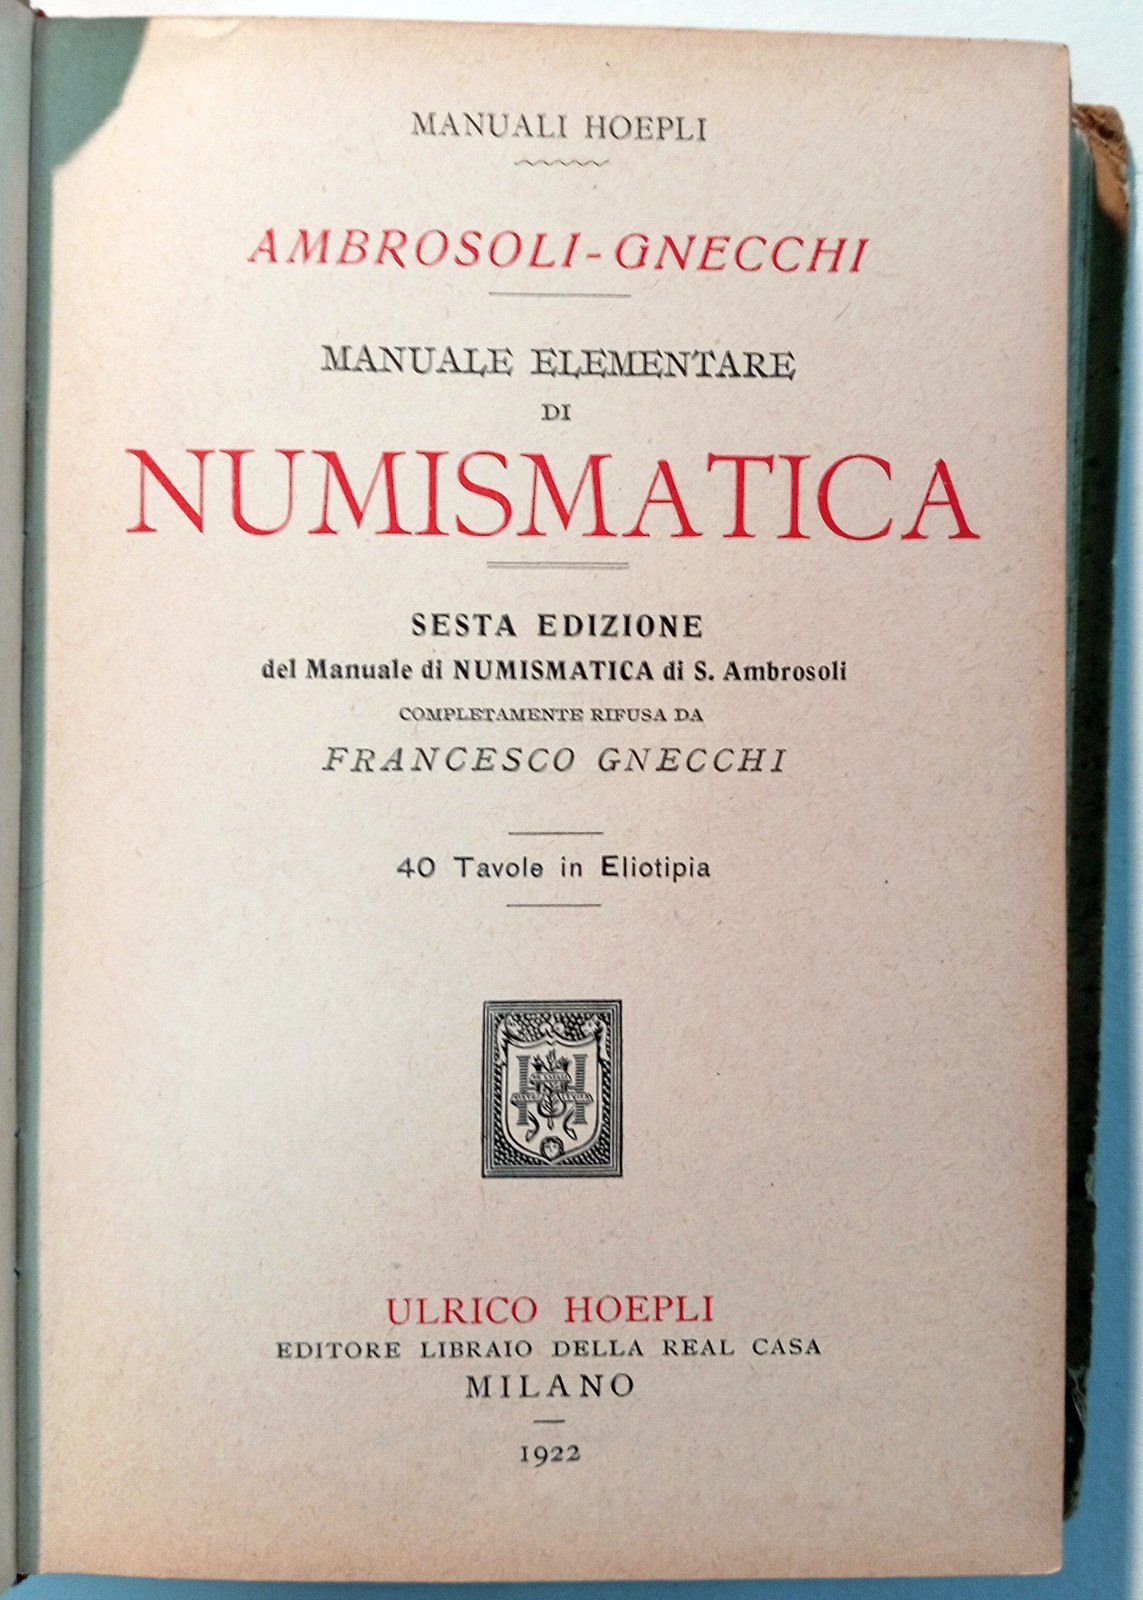 MANUALI HOEPLI
AMBROSOLI-GNECCHI
MANUALE ELEMENTARE
DI
NUMISMATICA
SESTA EDIZIONE
del Manuale di NUMISMATICA di S. Ambrosoli
COMPLETAMENTE RIFUSA DA
FRANCESCO GNECCHI
40 Tavole in Eliotipia
H
ULRICO HOEPLI
EDITORE LIBRAIO DELLA REAL CASA
MILANO
1922